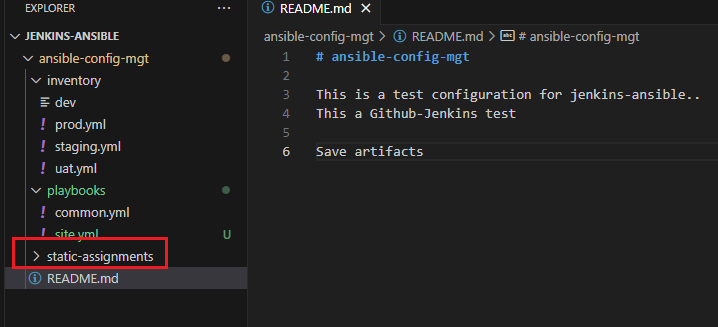 EXPLORER
JENKINS-ANSIBLE
ansible-config-mgt
inventory
dev
! prod.yml
! staging.yml
! uat.yml
playbooks
! common.yml
! site.yml U
static-assignments
README.md
README.md ×
ansible-config-mgt > README.md > abc # ansible-config-mgt
1 # ansible-config-mgt
2
3 This is a test configuration for jenkins-ansible..
4 This a Github-Jenkins test
5
6 Save artifacts